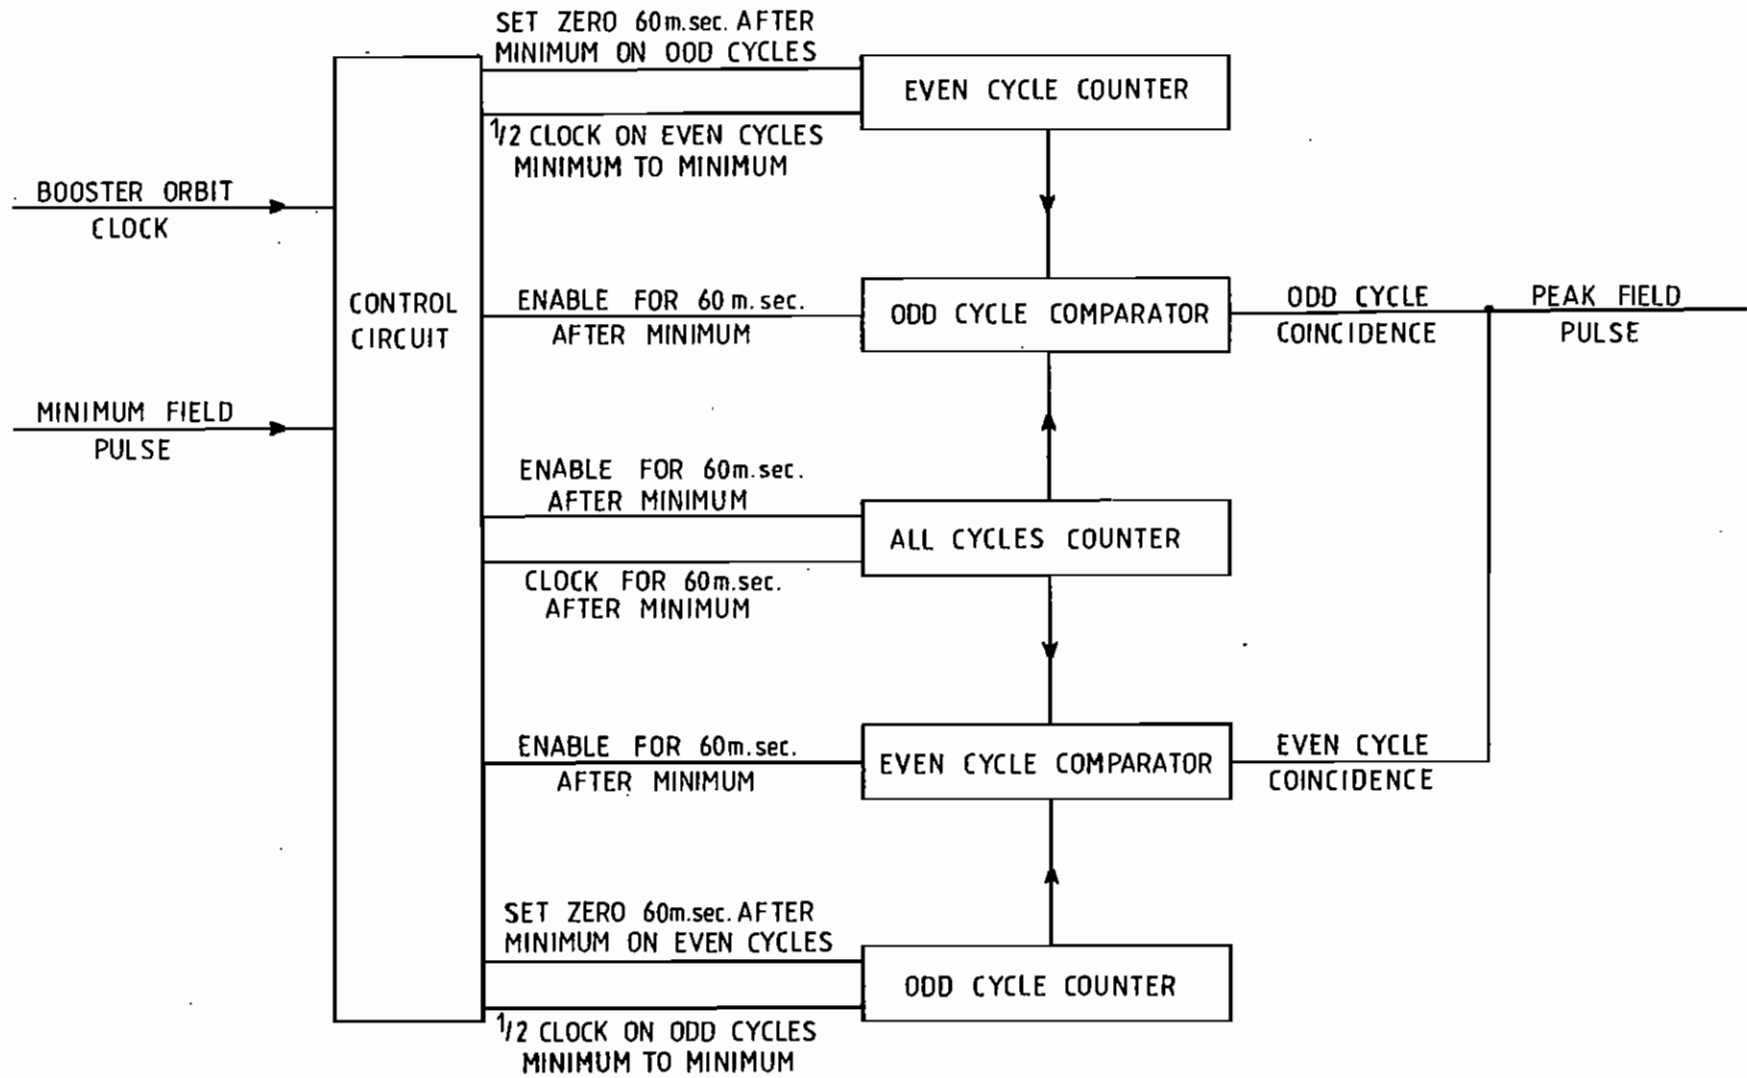 SET ZERO 60m.sec. AFTER
MINIMUM ON ODD CYCLES
EVEN CYCLE COUNTER
1/2 CLOCK ON EVEN CYCLES
MINIMUM TO MINIMUM
BOOSTER ORBIT
CLOCK
CONTROL
CIRCUIT
ENABLE FOR 60 m.sec.
AFTER MINIMUM
ODD CYCLE COMPARATOR
ODD CYCLE
COINCIDENCE
PEAK FIELD
PULSE
MINIMUM FIELD
PULSE
ENABLE FOR 60m.sec.
AFTER MINIMUM
ALL CYCLES COUNTER
CLOCK FOR 60m.sec.
AFTER MINIMUM
ENABLE FOR 60m.sec.
AFTER MINIMUM
EVEN CYCLE COMPARATOR
EVEN CYCLE
COINCIDENCE
SET ZERO 60m.sec. AFTER
MINIMUM ON EVEN CYCLES
ODD CYCLE COUNTER
1/2 CLOCK ON ODD CYCLES
MINIMUM TO MINIMUM